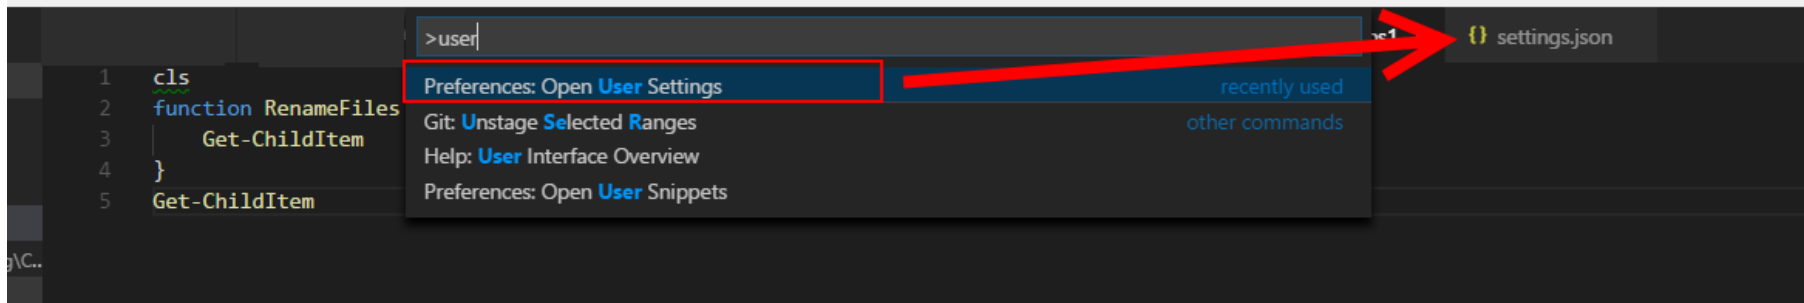 >user
s1
{} settings.json
Preferences: Open User Settings
recently used
Git: Unstage Selected Ranges
other commands
Help: User Interface Overview
Preferences: Open User Snippets
1 cls
2 function RenameFiles
3 Get-ChildItem
4 }
5 Get-ChildItem
g\C..